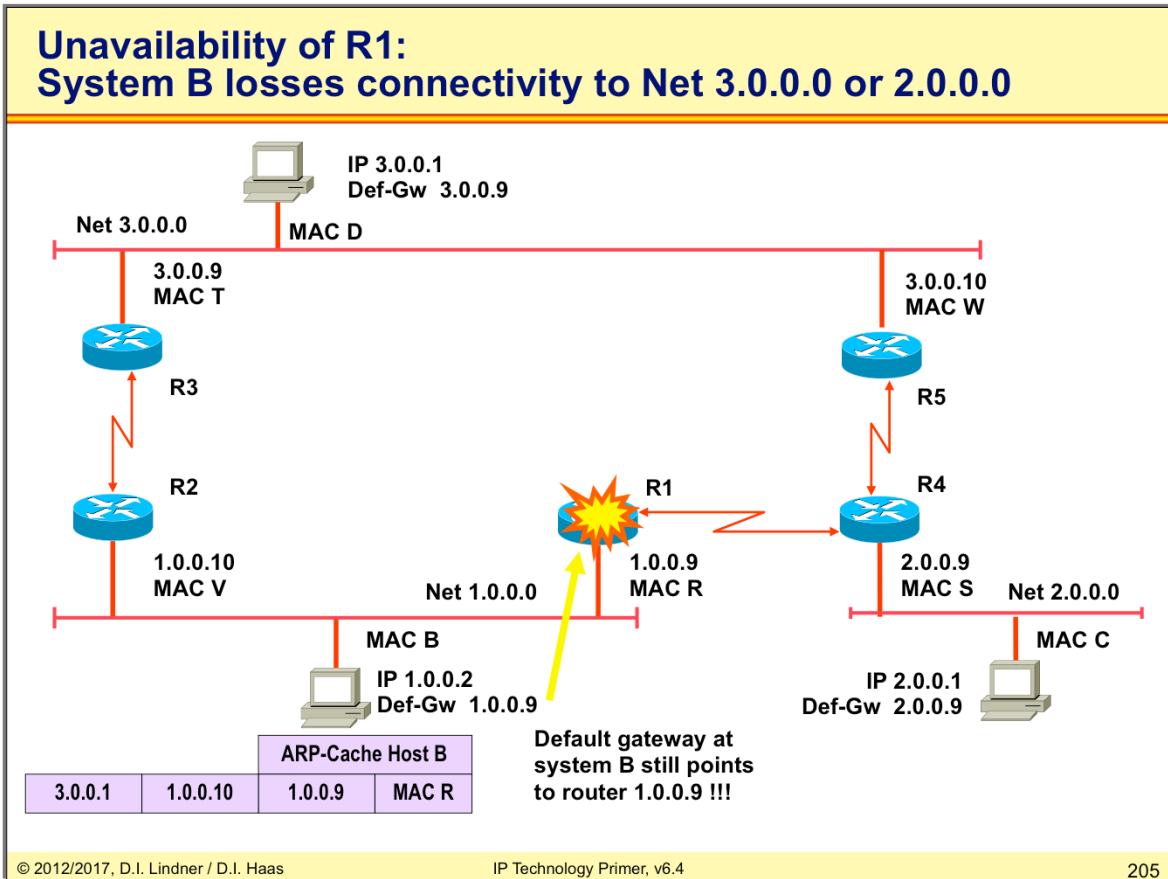 Unavailability of R1:
System B losses connectivity to Net 3.0.0.0 or 2.0.0.0
IP 3.0.0.1
Def-Gw 3.0.0.9
Net 3.0.0.0
MAC D
3.0.0.9
MAC T
3.0.0.10
MAC W
R3
R5
R2
R1
R4
1.0.0.10
MAC V
Net 1.0.0.0
1.0.0.9
MAC R
2.0.0.9
MAC S
Net 2.0.0.0
MAC B
MAC C
IP 1.0.0.2
Def-Gw 1.0.0.9
IP 2.0.0.1
Def-Gw 2.0.0.9
Default gateway at
system B still points
to router 1.0.0.9 !!!
ARP-Cache Host B
3.0.0.1 1.0.0.10 1.0.0.9 MAC R
© 2012/2017, D.I. Lindner / D.I. Haas IP Technology Primer, v6.4 205